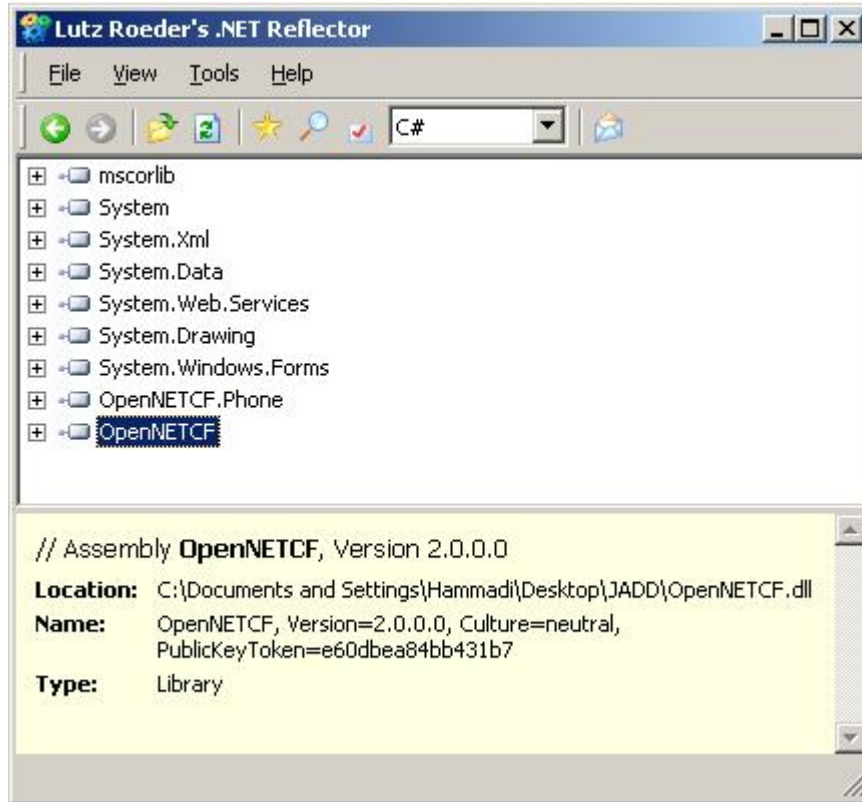 Lutz Roeder's .NET Reflector
File View Tools Help
C#
mscorlib
System
System.Xml
System.Data
System.Web.Services
System.Drawing
System.Windows.Forms
OpenNETCF.Phone
OpenNETCF
// Assembly OpenNETCF, Version 2.0.0.0
Location: C:\Documents and Settings\Hammadi\Desktop\JADD\OpenNETCF.dll
Name: OpenNETCF, Version=2.0.0.0, Culture=neutral,
PublicKeyToken=e60dbea84bb431b7
Type: Library